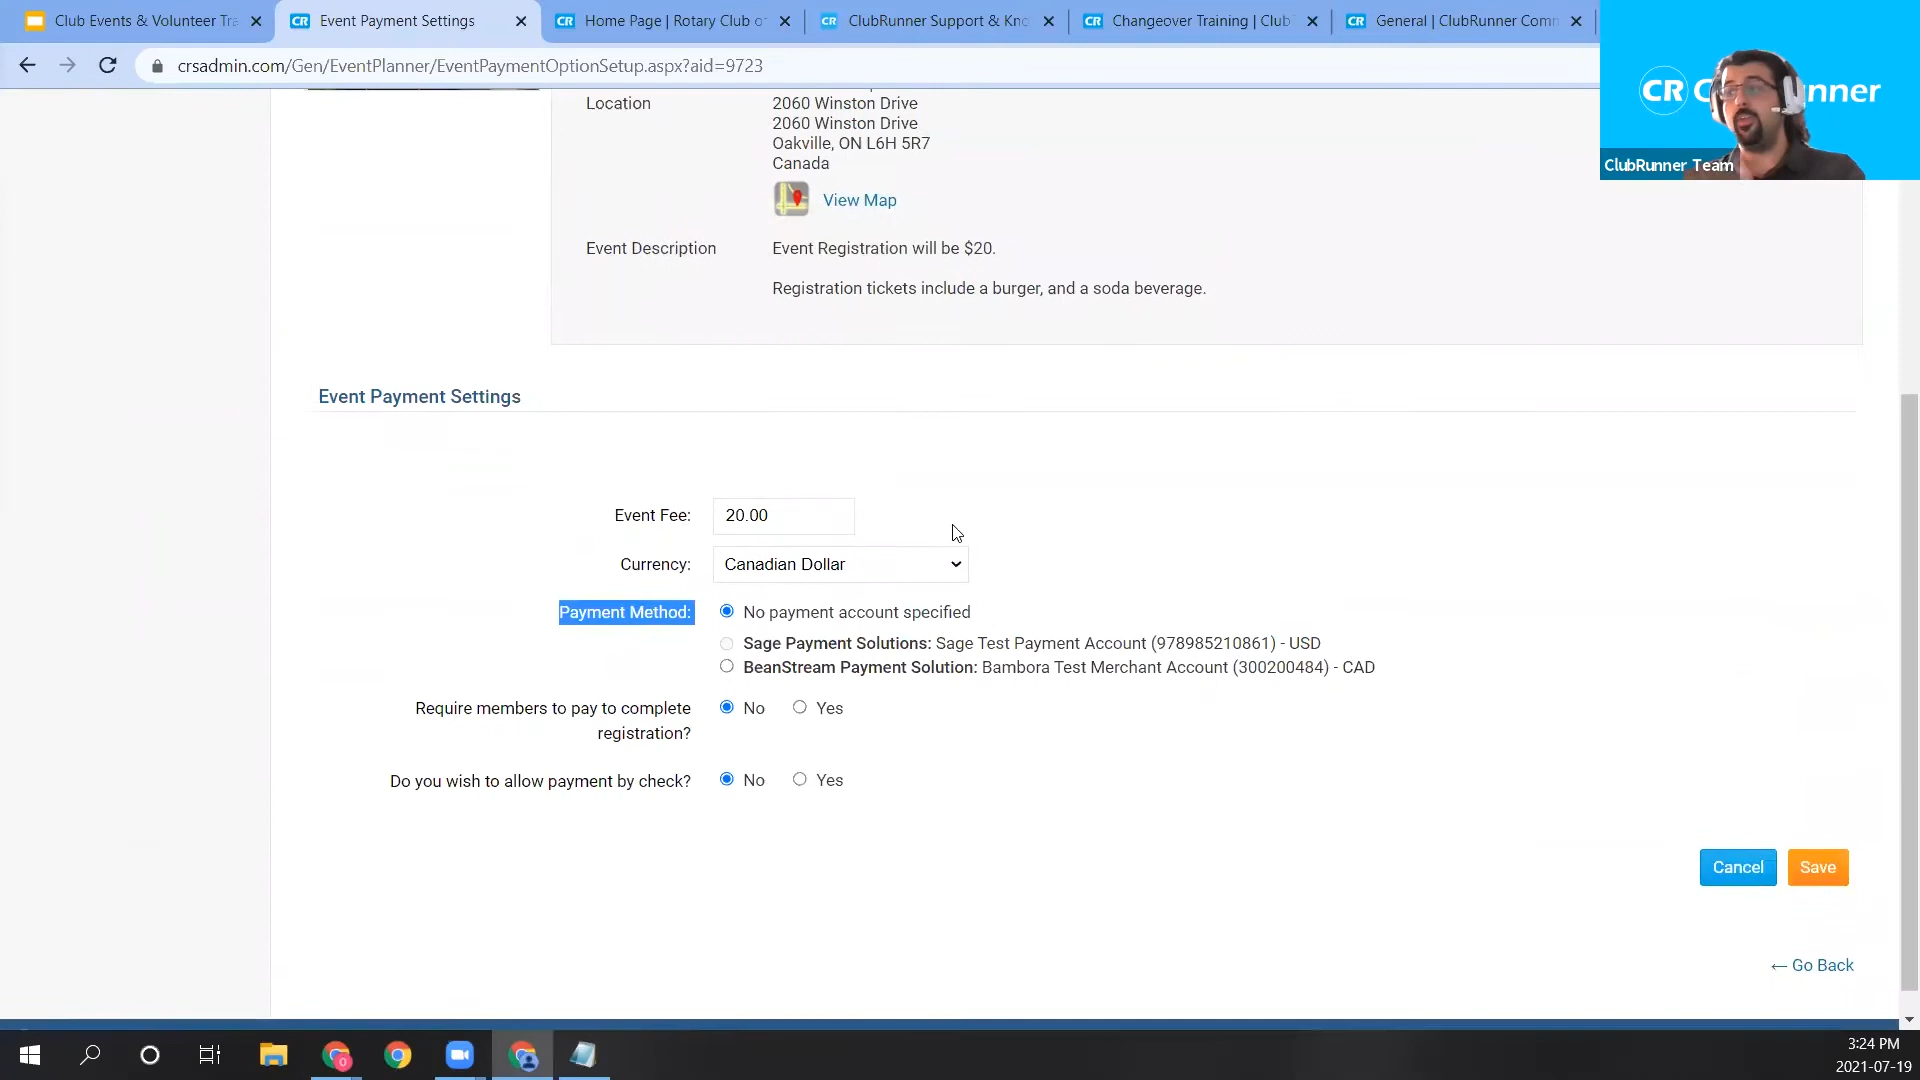 Club Events & Volunteer Tra
Event Payment Settings
Home Page | Rotary Club o
ClubRunner Support & Kno
Changeover Training | Club
General | ClubRunner Com
crsadmin.com/Gen/EventPlanner/EventPaymentOptionSetup.aspx?aid=9723
CR
ClubRunner Team
Location
2060 Winston Drive
2060 Winston Drive
Oakville, ON L6H 5R7
Canada
View Map
Event Description
Event Registration will be $20.
Registration tickets include a burger, and a soda beverage.
Event Payment Settings
Event Fee: 20.00
Currency: Canadian Dollar
Payment Method: No payment account specified
Sage Payment Solutions: Sage Test Payment Account (978985210861) - USD
BeanStream Payment Solution: Bambora Test Merchant Account (300200484) - CAD
Require members to pay to complete registration? No Yes
Do you wish to allow payment by check? No Yes
Cancel Save
← Go Back
3:24 PM
2021-07-19